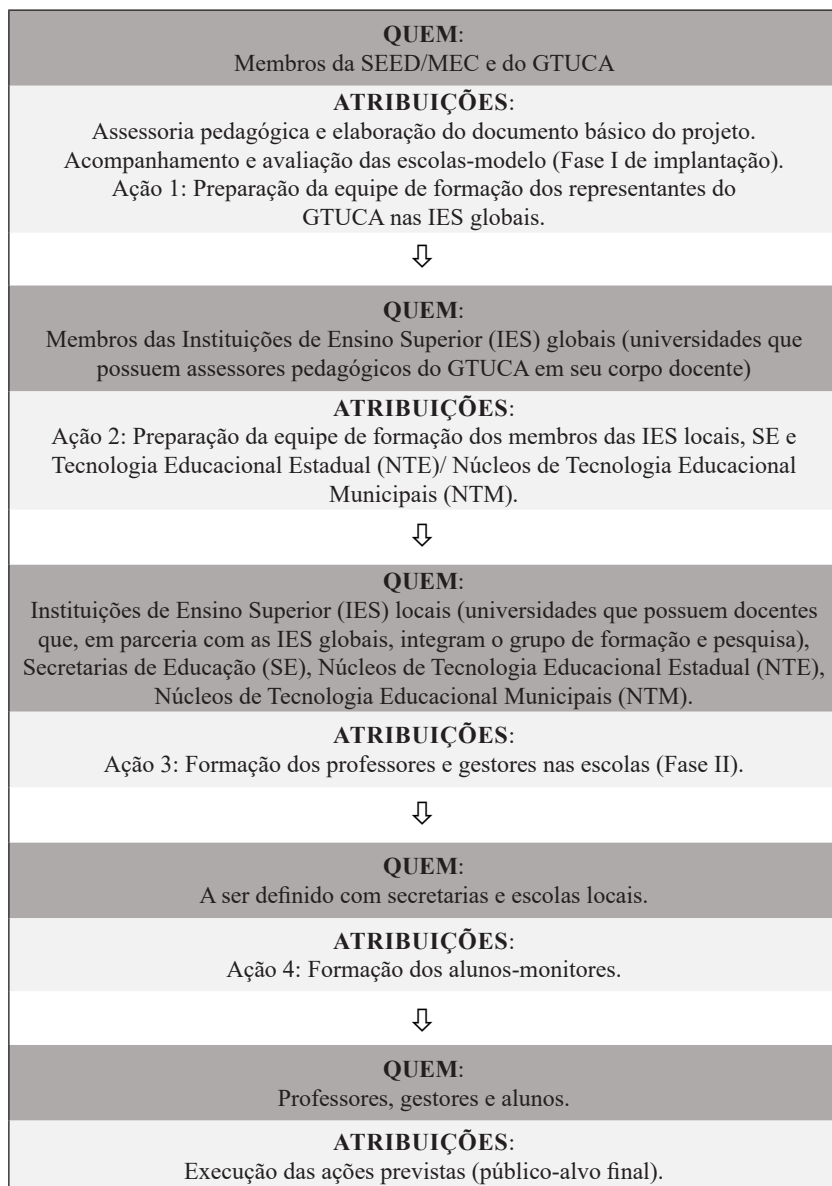 QUEM:
Membros da SEED/MEC e do GTUCA
ATRIBUIÇÕES:
Assessoria pedagógica e elaboração do documento básico do projeto.
Acompanhamento e avaliação das escolas-modelo (Fase I de implantação).
Ação 1: Preparação da equipe de formação dos representantes do
GTUCA nas IES globais.
⇩
QUEM:
Membros das Instituições de Ensino Superior (IES) globais (universidades que
possuem assessores pedagógicos do GTUCA em seu corpo docente)
ATRIBUIÇÕES:
Ação 2: Preparação da equipe de formação dos membros das IES locais, SE e
Tecnologia Educacional Estadual (NTE)/ Núcleos de Tecnologia Educacional
Municipais (NTM).
⇩
QUEM:
Instituições de Ensino Superior (IES) locais (universidades que possuem docentes
que, em parceria com as IES globais, integram o grupo de formação e pesquisa),
Secretarias de Educação (SE), Núcleos de Tecnologia Educacional Estadual (NTE),
Núcleos de Tecnologia Educacional Municipais (NTM).
ATRIBUIÇÕES:
Ação 3: Formação dos professores e gestores nas escolas (Fase II).
⇩
QUEM:
A ser definido com secretarias e escolas locais.
ATRIBUIÇÕES:
Ação 4: Formação dos alunos-monitores.
⇩
QUEM:
Professores, gestores e alunos.
ATRIBUIÇÕES:
Execução das ações previstas (público-alvo final).